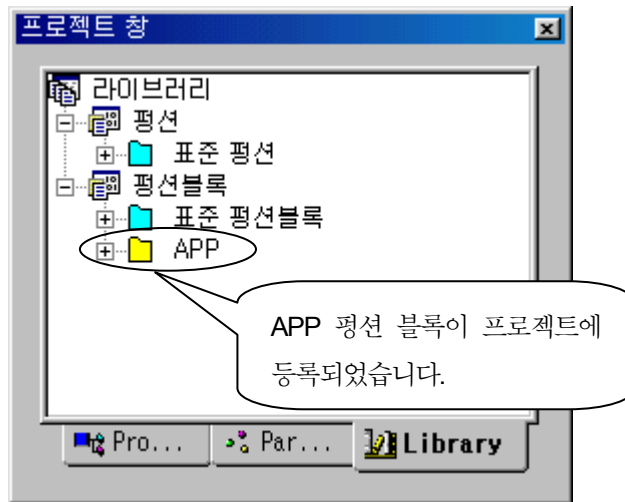 프로젝트 창
라이브러리
펑션
표준 펑션
펑션블록
표준 펑션블록
APP
APP 펑션 블록이 프로젝트에
등록되었습니다.
Pro... Par... Library